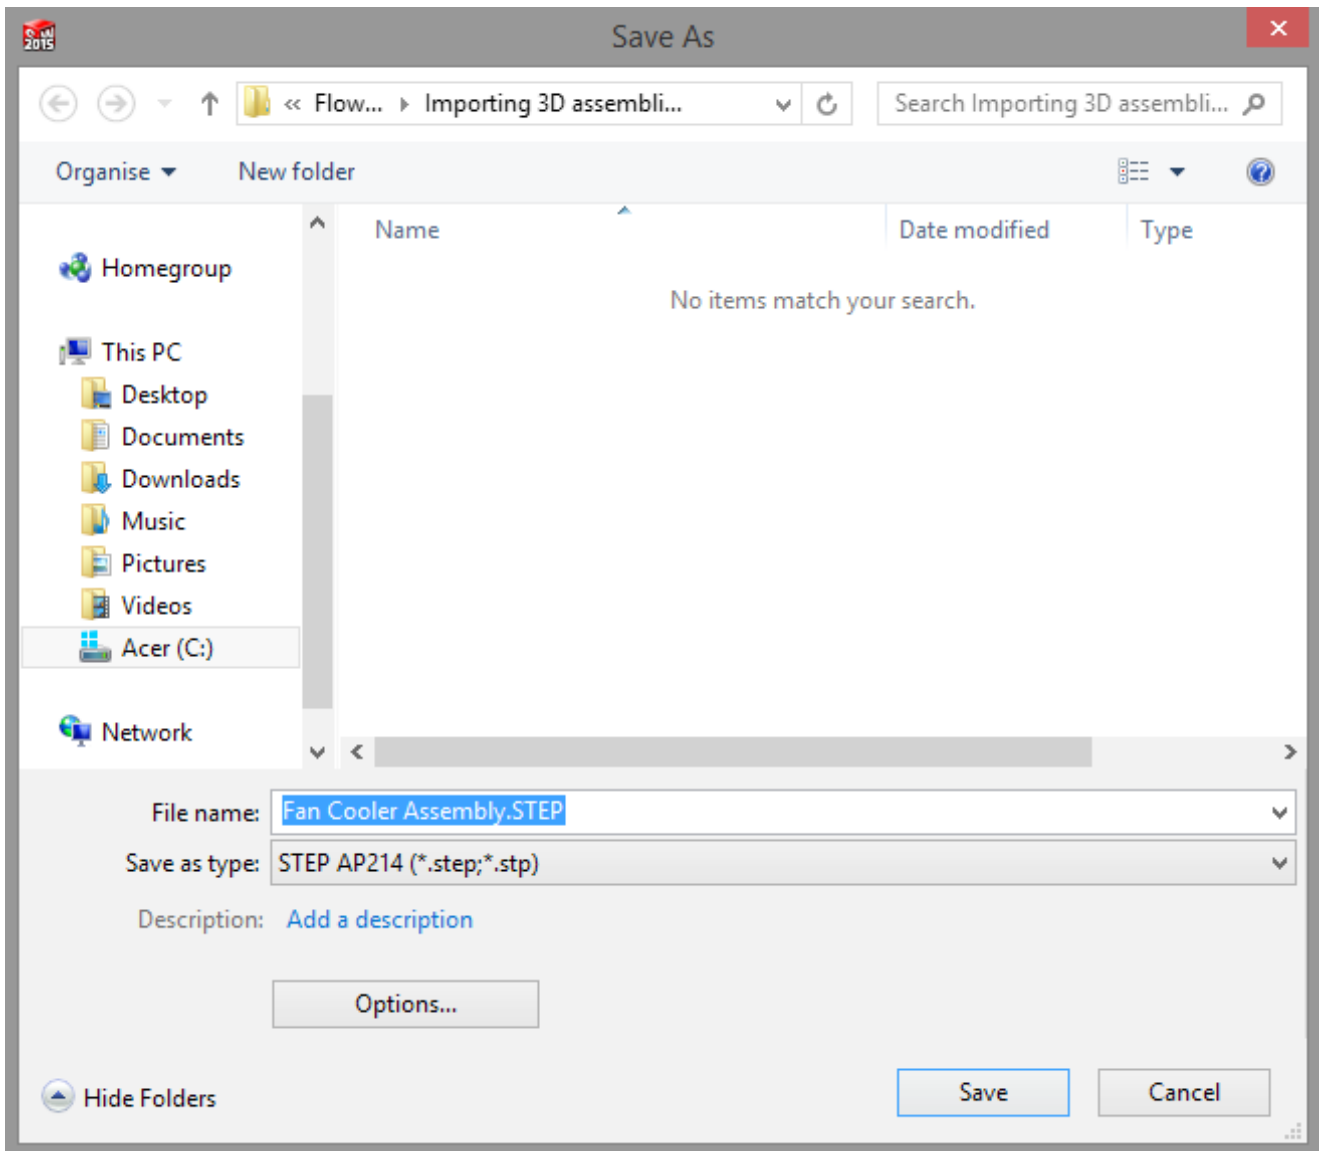 SW 2015
Save As
« Flow... Importing 3D assembli...
Search Importing 3D assembli...
Organise
New folder
Name
Date modified
Type
No items match your search.
Homegroup
This PC
Desktop
Documents
Downloads
Music
Pictures
Videos
Acer (C:)
Network
File name: Fan Cooler Assembly.STEP
Save as type: STEP AP214 (*.step;*.stp)
Description: Add a description
Options...
Hide Folders
Save
Cancel